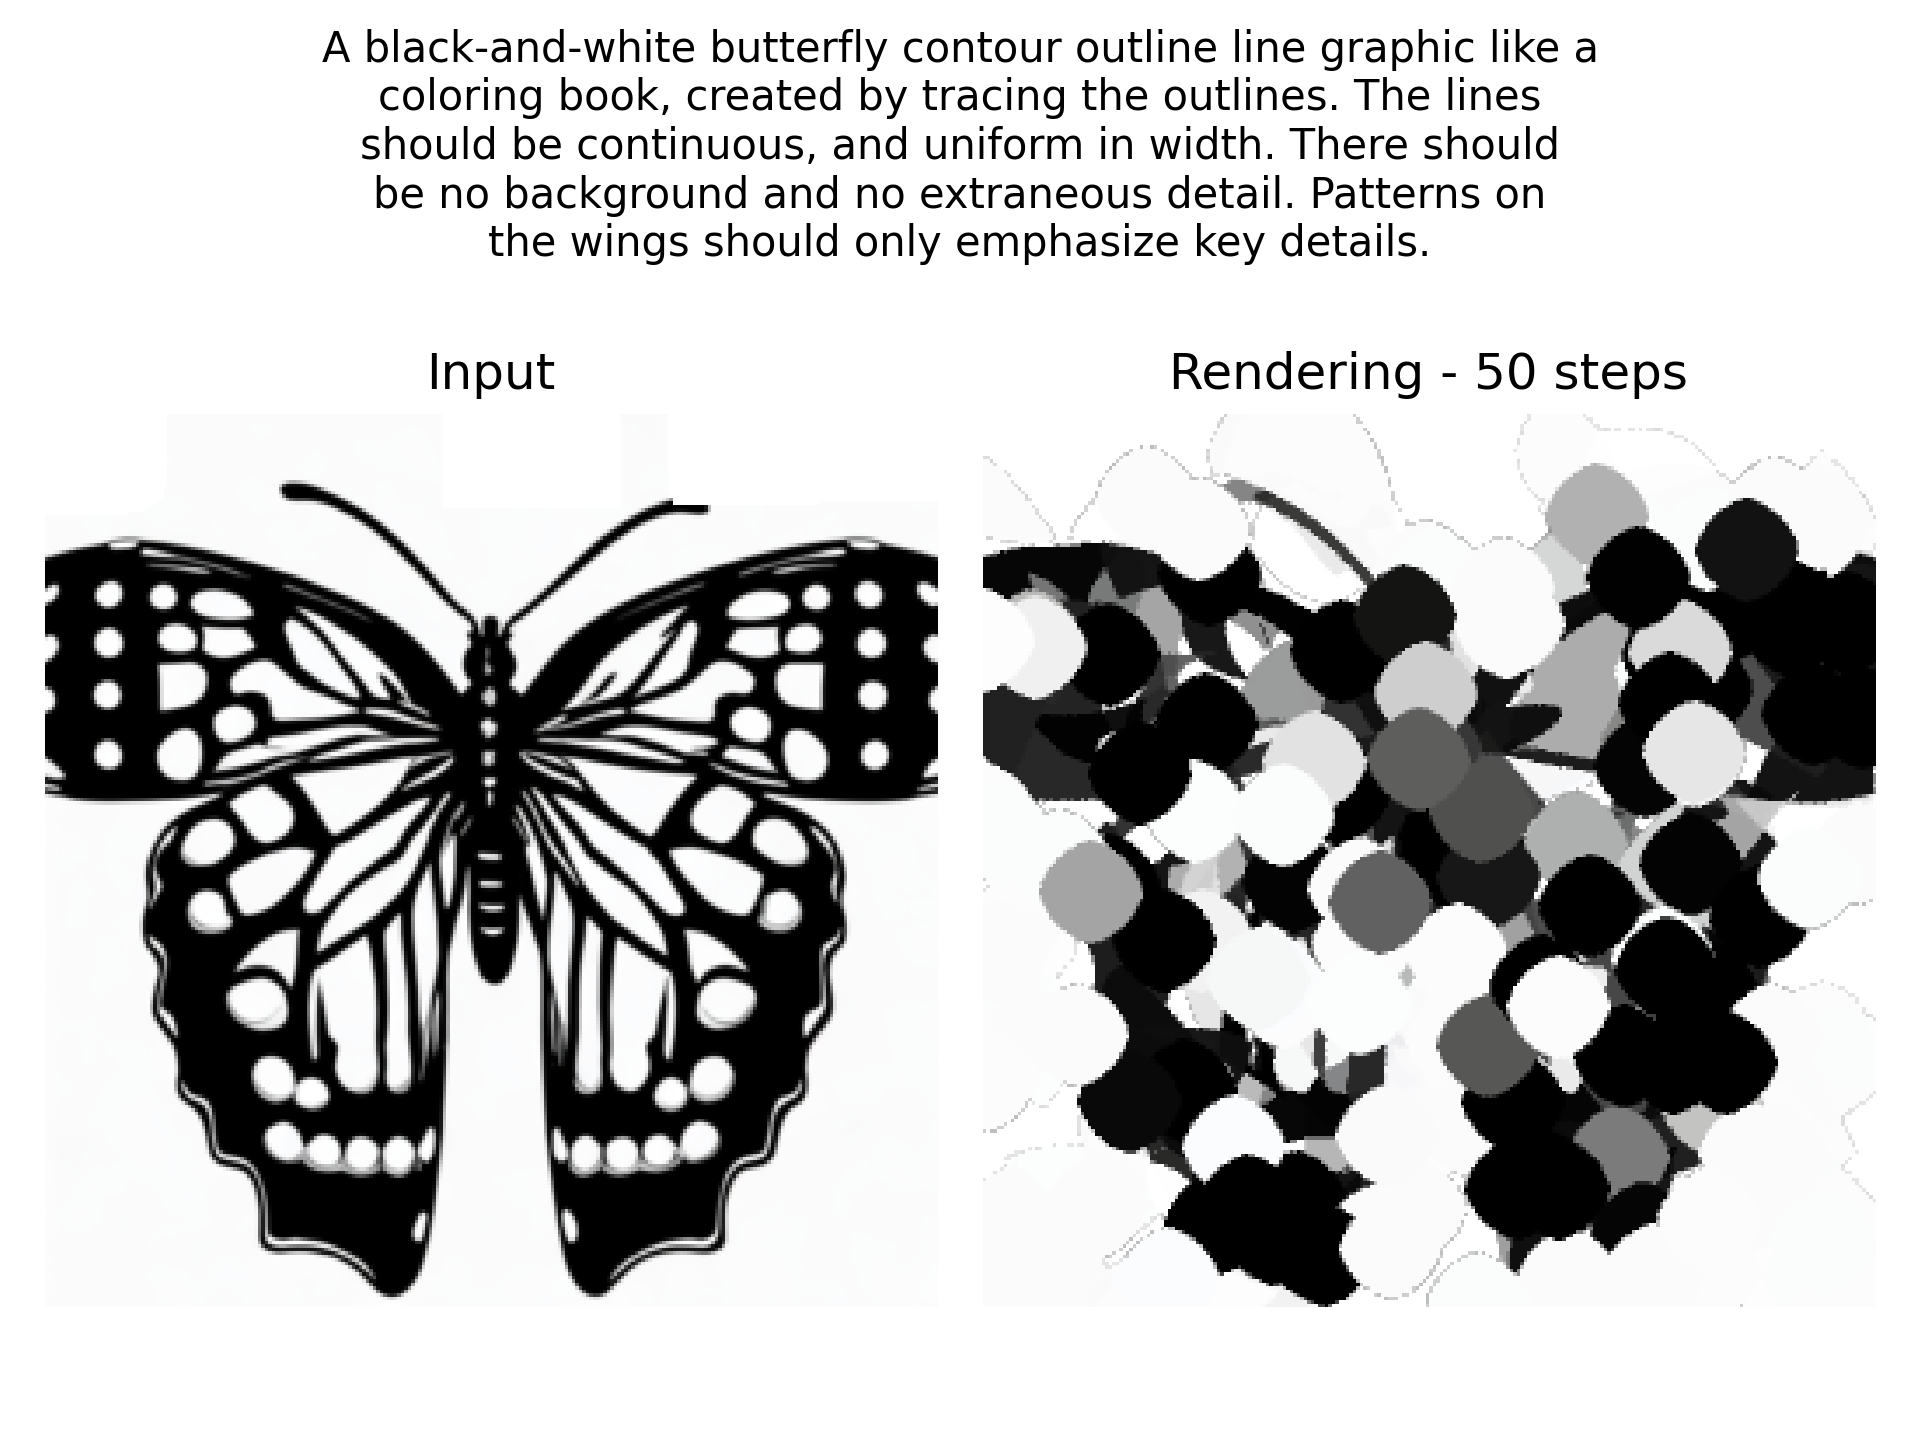 A black-and-white butterfly contour outline line graphic like a
coloring book, created by tracing the outlines. The lines
should be continuous, and uniform in width. There should
be no background and no extraneous detail. Patterns on
the wings should only emphasize key details.
Input
Rendering - 50 steps